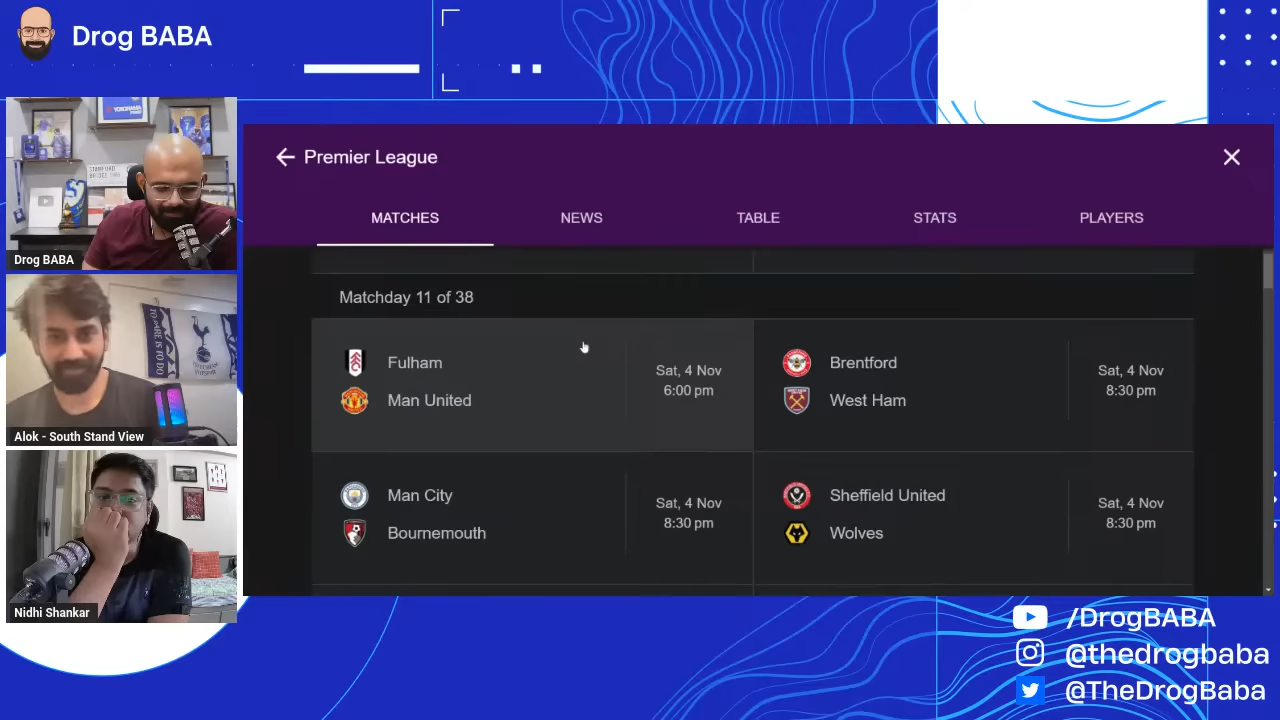 Drog BABA
Drog BABA
Alok - South Stand View
Nidhi Shankar
Premier League
MATCHES
NEWS
TABLE
STATS
PLAYERS
Matchday 11 of 38
Fulham
Man United
Sat, 4 Nov
6:00 pm
Brentford
West Ham
Sat, 4 Nov
8:30 pm
Man City
Bournemouth
Sat, 4 Nov
8:30 pm
Sheffield United
Wolves
Sat, 4 Nov
8:30 pm
/DrogBABA
@thedrogbaba
@TheDrogBaba